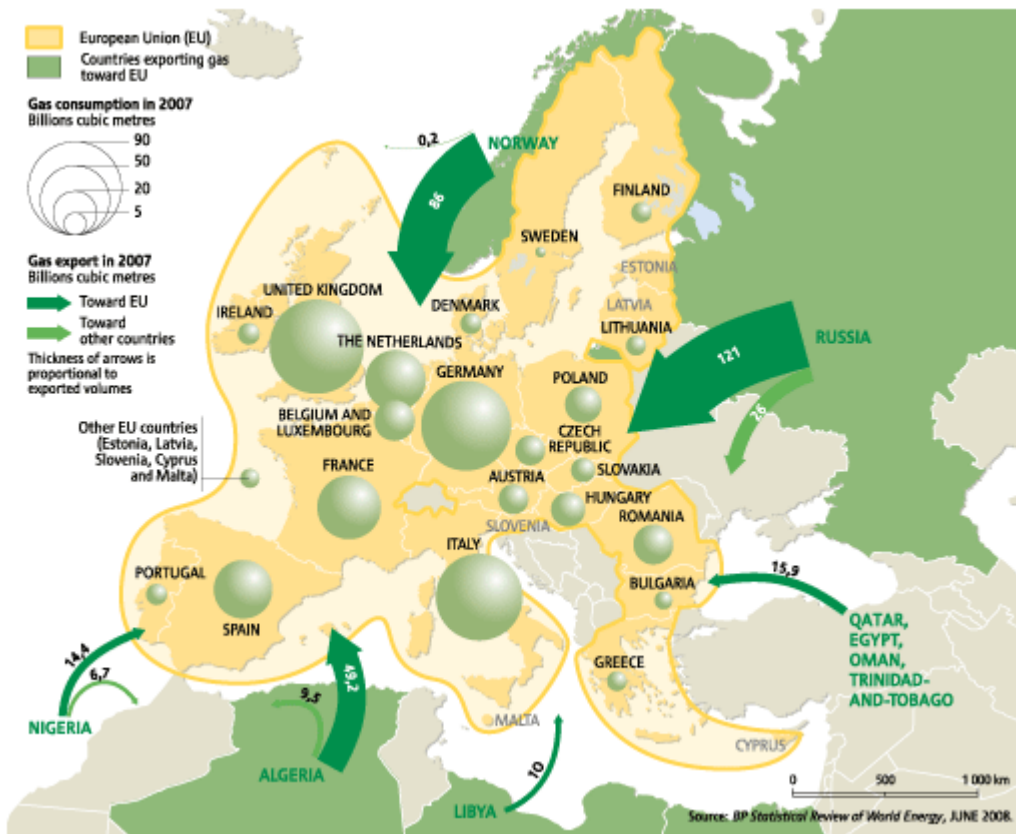 European Union (EU)
Countries exporting gas
toward EU
Gas consumption in 2007
Billions cubic metres
90
50
20
5
Gas export in 2007
Billions cubic metres
Toward EU
Toward
other countries
Thickness of arrows is
proportional to
exported volumes
Other EU countries
(Estonia, Latvia,
Slovenia, Cyprus
and Malta)
0,2
NORWAY
86
FINLAND
SWEDEN
ESTONIA
LATVIA
LITHUANIA
UNITED KINGDOM
IRELAND
DENMARK
THE NETHERLANDS
GERMANY
POLAND
BELGIUM AND
LUXEMBOURG
CZECH
REPUBLIC
SLOVAKIA
AUSTRIA
FRANCE
HUNGARY
SLOVENIA
ROMANIA
ITALY
BULGARIA
PORTUGAL
SPAIN
GREECE
MALTA
CYPRUS
121
RUSSIA
26
15,9
QATAR,
EGYPT,
OMAN,
TRINIDAD-
AND-TOBAGO
14,4
6,7
NIGERIA
9,5
49,2
ALGERIA
10
LIBYA
0 500 1 000 km
Source: BP Statistical Review of World Energy, JUNE 2008.